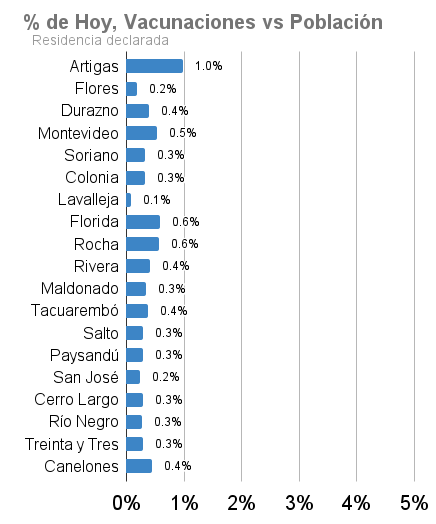 % de Hoy, Vacunaciones vs Población
Residencia declarada
Artigas 1.0%
Flores 0.2%
Durazno 0.4%
Montevideo 0.5%
Soriano 0.3%
Colonia 0.3%
Lavalleja 0.1%
Florida 0.6%
Rocha 0.6%
Rivera 0.4%
Maldonado 0.3%
Tacuarembó 0.4%
Salto 0.3%
Paysandú 0.3%
San José 0.2%
Cerro Largo 0.3%
Río Negro 0.3%
Treinta y Tres 0.3%
Canelones 0.4%
0% 1% 2% 3% 4% 5%